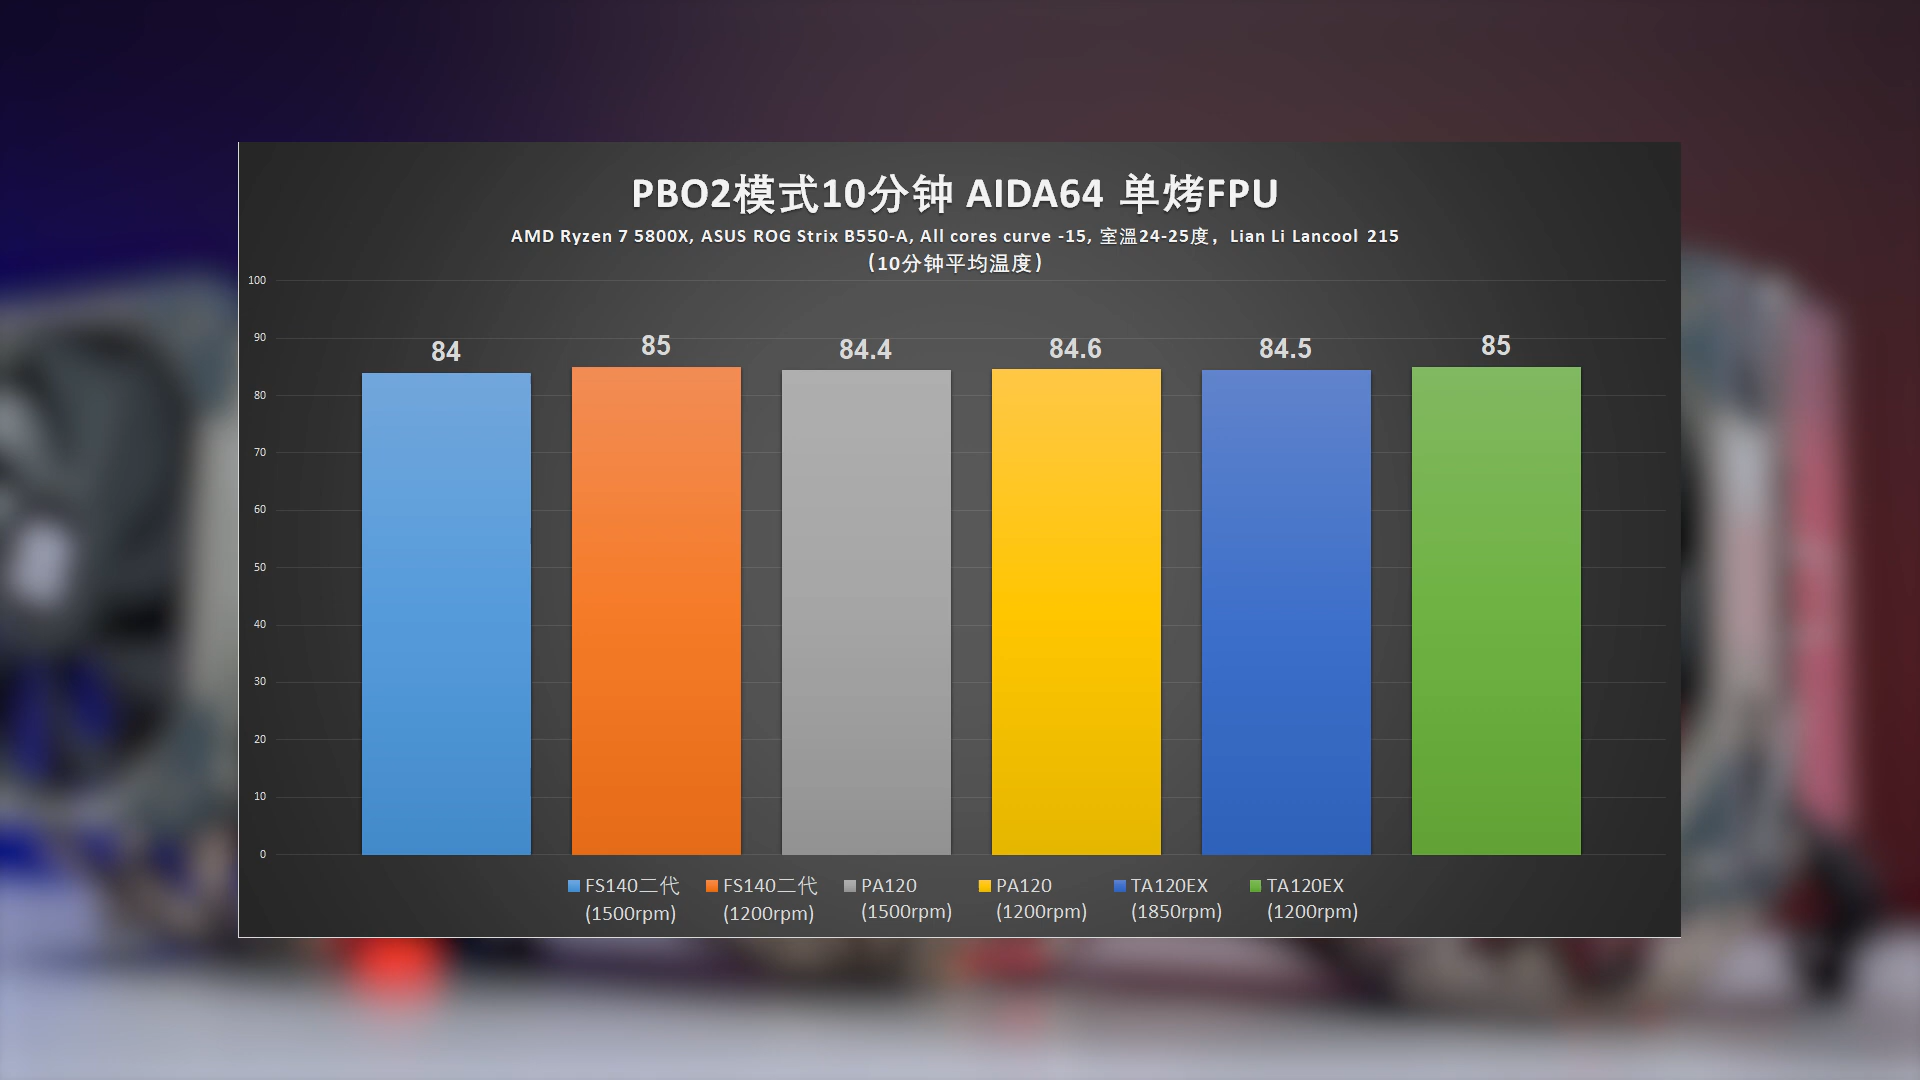 PBO2模式10分钟 AIDA64 单烤FPU
AMD Ryzen 7 5800X, ASUS ROG Strix B550-A, All cores curve -15, 室溫24-25度，Lian Li Lancool 215
(10分钟平均温度)
100
90
80
70
60
50
40
30
20
10
0
84
85
84.4
84.6
84.5
85
FS140二代
(1500rpm)
FS140二代
(1200rpm)
PA120
(1500rpm)
PA120
(1200rpm)
TA120EX
(1850rpm)
TA120EX
(1200rpm)